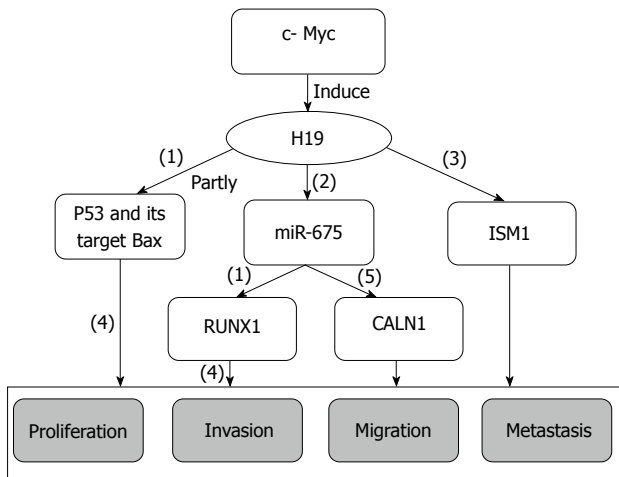 c- Myc
Induce
H19
(1)
(3)
Partly
(2)
P53 and its
target Bax
miR-675
ISM1
(1)
(5)
(4)
RUNX1
CALN1
(4)
Proliferation
Invasion
Migration
Metastasis